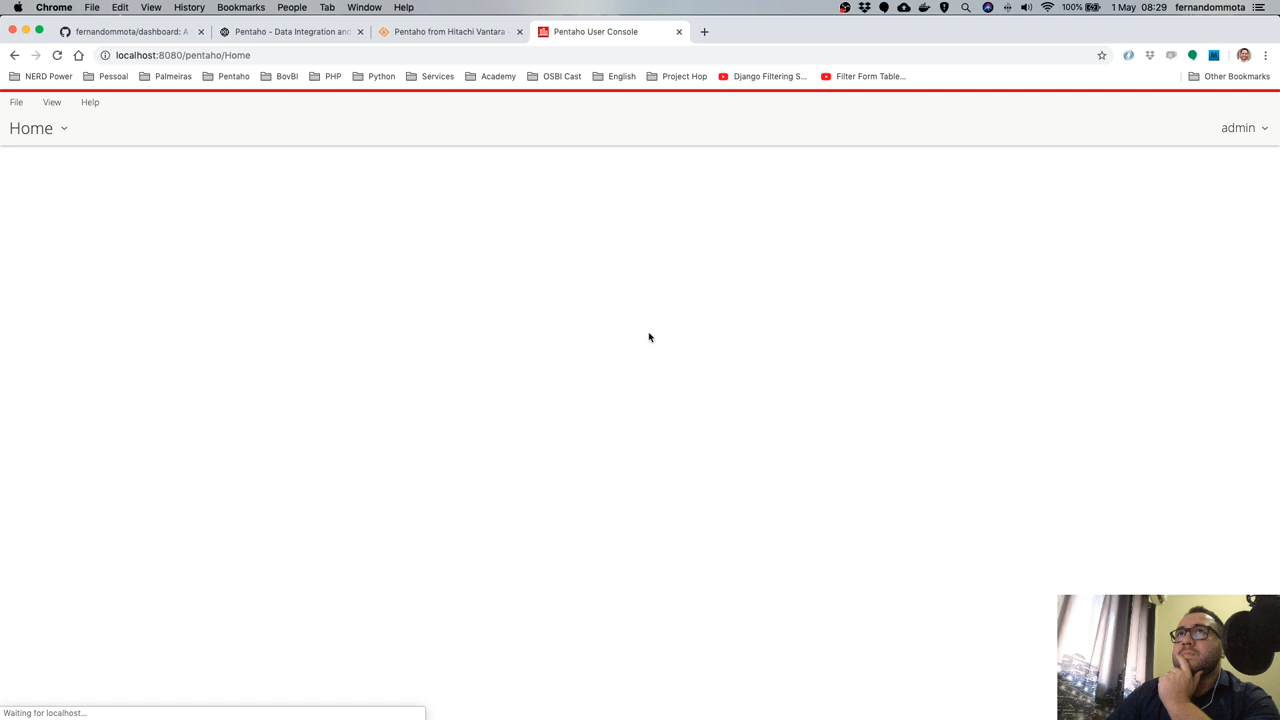 Chrome File Edit View History Bookmarks People Tab Window Help 100% 1 May 08:29 fernandommota
fernandommota/dashboard: A Pentaho - Data Integration and Pentaho from Hitachi Vantara Pentaho User Console
localhost:8080/pentaho/Home
NERD Power Pessoal Palmeiras Pentaho BovBI PHP Python Services Academy OSBI Cast English Project Hop Django Filtering S... Filter Form Table... Other Bookmarks
File View Help
Home admin
Waiting for localhost...